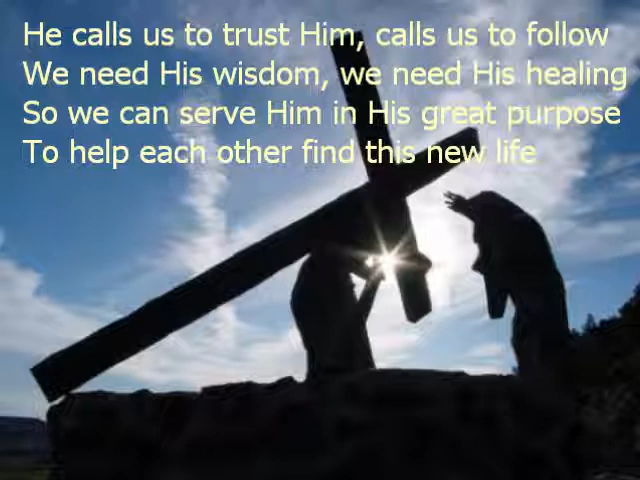 He calls us to trust Him, calls us to follow
We need His wisdom, we need His healing
So we can serve Him in His great purpose
To help each other find this new life